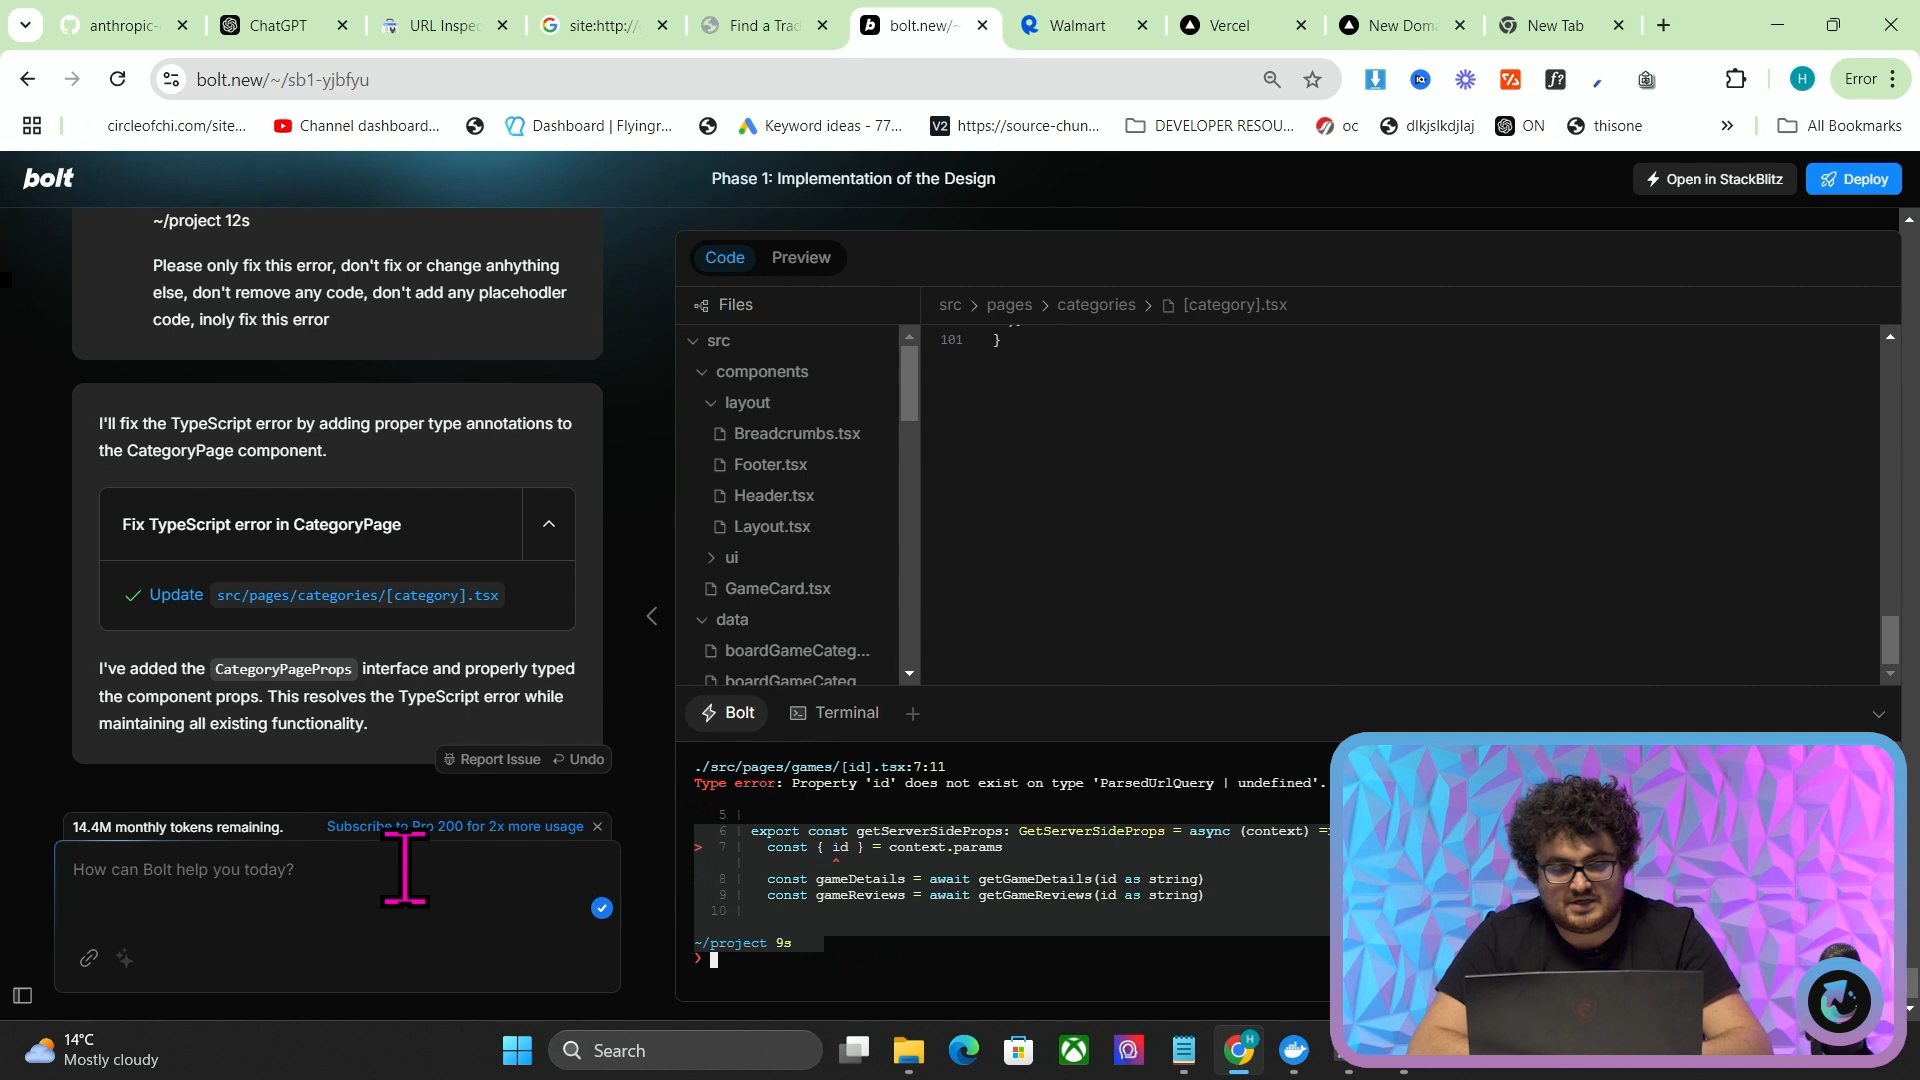 anthropic-
ChatGPT
URL Inspec
site:http://
Find a Trad
bolt.new/~
Walmart
Vercel
New Dom
New Tab
bolt.new/~/sb1-yjbfyu
Error
circleofchi.com/site...
Channel dashboard...
Dashboard | Flyingr...
Keyword ideas - 77...
https://source-chun...
DEVELOPER RESOU...
oc
dlkjslkdjlaj
ON
thisone
All Bookmarks
bolt
Phase 1: Implementation of the Design
Open in StackBlitz
Deploy
~/project 12s
Please only fix this error, don't fix or change anhything
else, don't remove any code, don't add any placehodler
code, inoly fix this error
I'll fix the TypeScript error by adding proper type annotations to
the CategoryPage component.
Fix TypeScript error in CategoryPage
Update src/pages/categories/[category].tsx
I've added the CategoryPageProps interface and properly typed
the component props. This resolves the TypeScript error while
maintaining all existing functionality.
Report Issue
Undo
14.4M monthly tokens remaining.
Subscribe to Pro 200 for 2x more usage
How can Bolt help you today?
Code
Preview
Files
src
components
layout
Breadcrumbs.tsx
Footer.tsx
Header.tsx
Layout.tsx
ui
GameCard.tsx
data
boardGameCateg...
boardGameCateg
src > pages > categories > [category].tsx
101 }
Bolt
Terminal
./src/pages/games/[id].tsx:7:11
Type error: Property 'id' does not exist on type 'ParsedUrlQuery | undefined'.
5 |
6 | export const getServerSideProps: GetServerSideProps = async (context) =
> 7 | const { id } = context.params
| ^
8 | const gameDetails = await getGameDetails(id as string)
9 | const gameReviews = await getGameReviews(id as string)
10 |
~/project 9s
❯
14°C
Mostly cloudy
Search